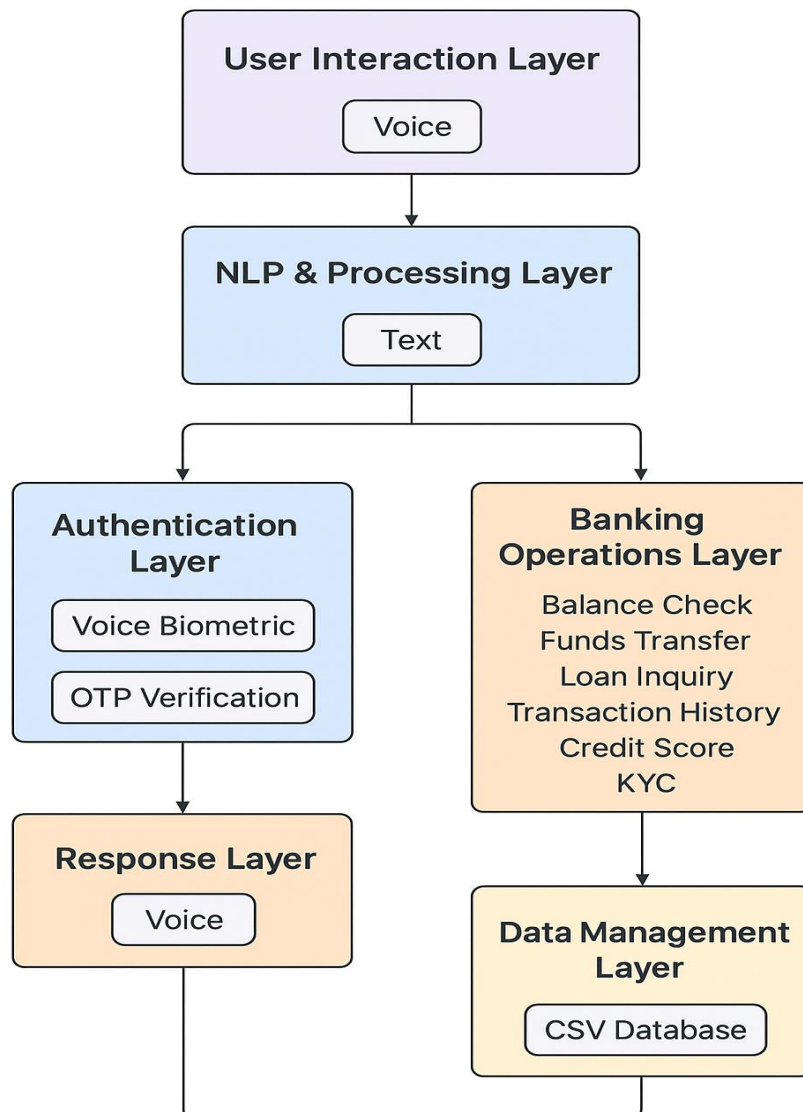 User Interaction Layer
Voice
NLP & Processing Layer
Text
Authentication
Layer
Voice Biometric
OTP Verification
Response Layer
Voice
Banking
Operations Layer
Balance Check
Funds Transfer
Loan Inquiry
Transaction History
Credit Score
KYC
Data Management
Layer
CSV Database